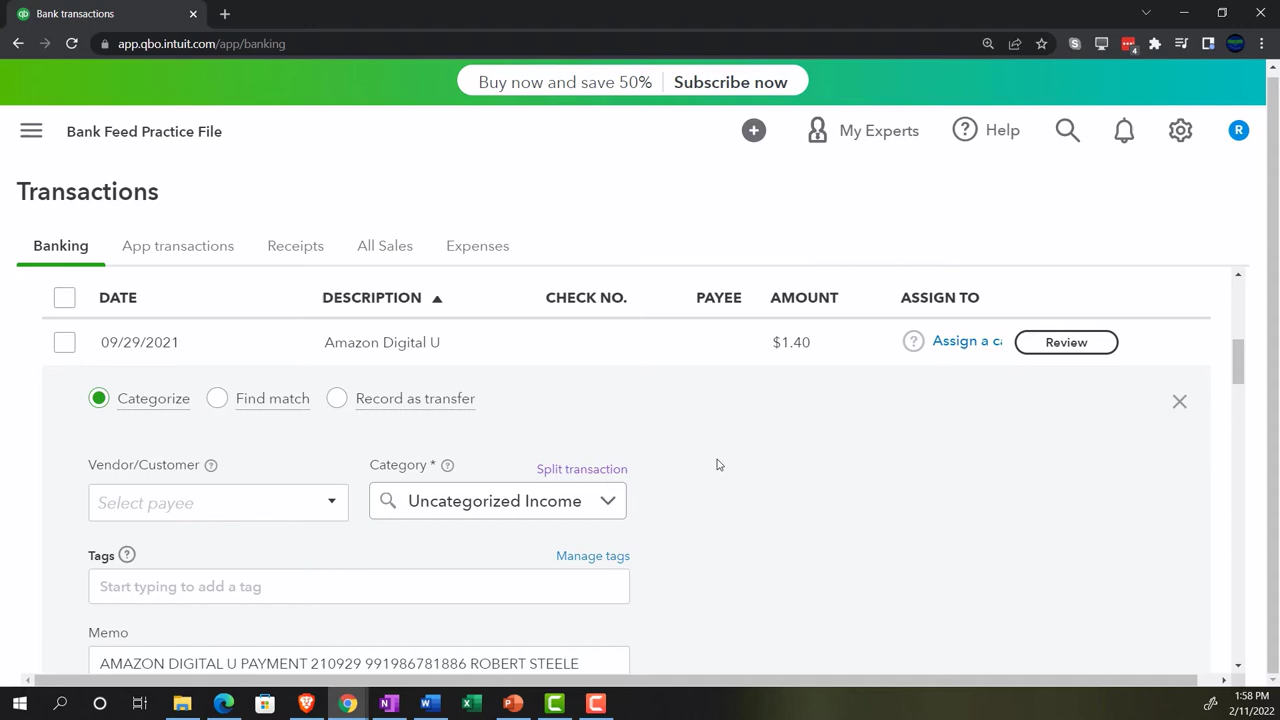 qb Bank transactions
app.qbo.intuit.com/app/banking
4
Buy now and save 50% Subscribe now
Bank Feed Practice File
My Experts
Help
R
Transactions
Banking App transactions Receipts All Sales Expenses
DATE DESCRIPTION CHECK NO. PAYEE AMOUNT ASSIGN TO
09/29/2021 Amazon Digital U $1.40 ? Assign a ca Review
Categorize Find match Record as transfer
Vendor/Customer ? Category * ? Split transaction
Select payee Uncategorized Income
Tags ? Manage tags
Start typing to add a tag
Memo
AMAZON DIGITAL U PAYMENT 210929 991986781886 ROBERT STEELE
1:58 PM
2/11/2022